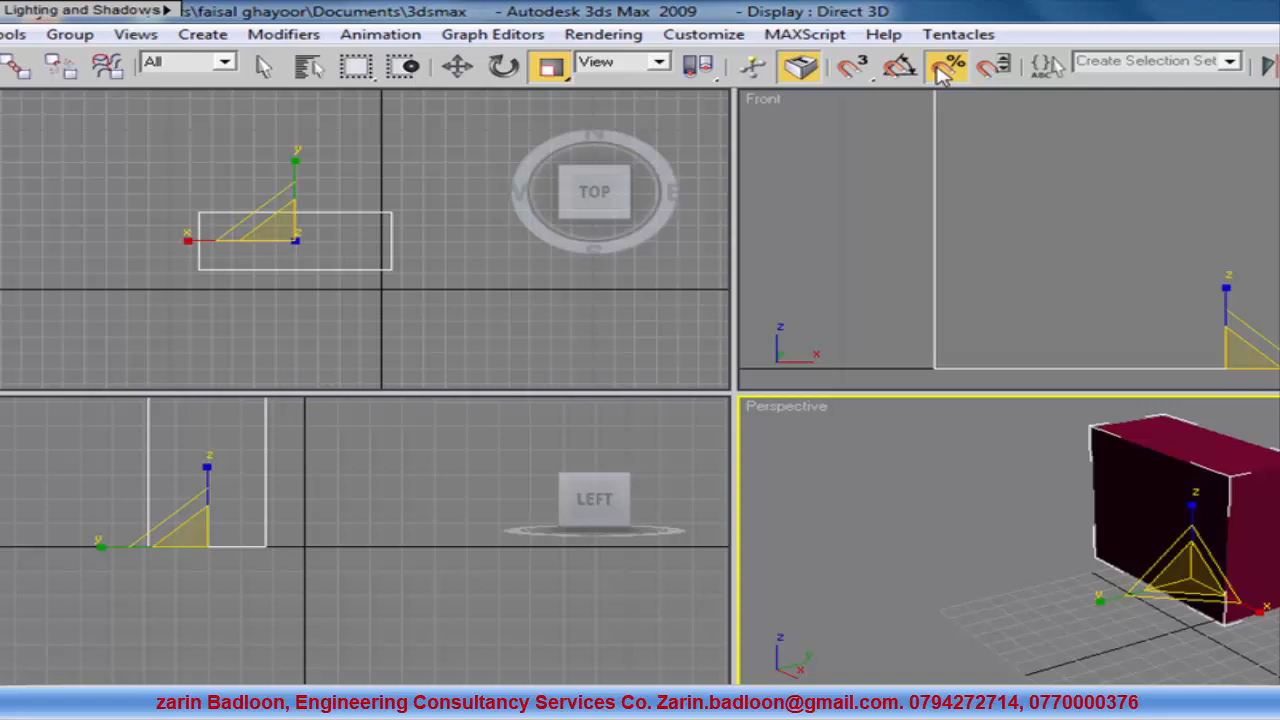 Lighting and Shadows
s\faisal ghayoor\Documents\3dsmax - Autodesk 3ds Max 2009 - Display : Direct 3D
ools Group Views Create Modifiers Animation Graph Editors Rendering Customize MAXScript Help Tentacles
All View 3 % ABC Create Selection Set
Front
y
x
z
N
E
S
TOP
z
z
y
x
Perspective
z
y
LEFT
z
y
x
z
y
x
zarin Badloon, Engineering Consultancy Services Co. Zarin.badloon@gmail.com. 0794272714, 0770000376